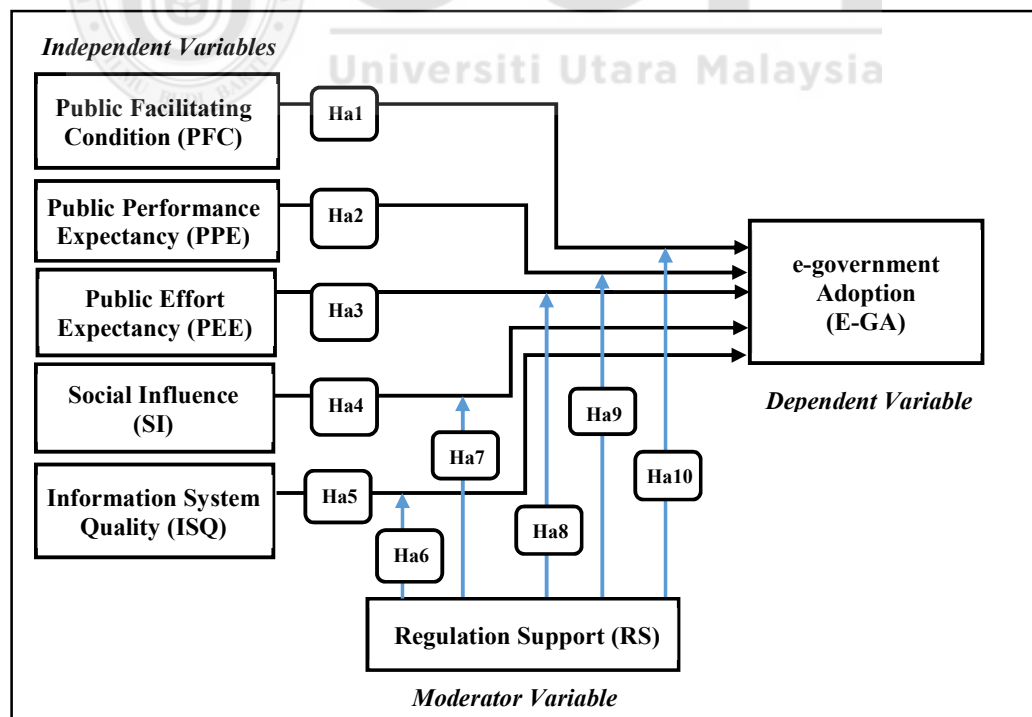 Universiti Utara Malaysia
Independent Variables
Public Facilitating
Condition (PFC)
Ha1
Public Performance
Expectancy (PPE)
Ha2
Public Effort
Expectancy (PEE)
Ha3
Social Influence
(SI)
Ha4
Information System
Quality (ISQ)
Ha5
e-government
Adoption
(E-GA)
Dependent Variable
Ha6
Ha7
Ha8
Ha9
Ha10
Regulation Support (RS)
Moderator Variable